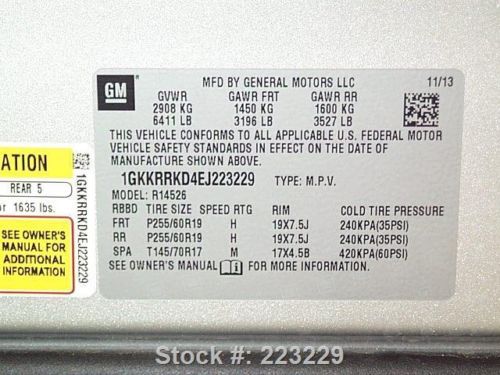 GM
MFD BY GENERAL MOTORS LLC 11/13
GVWR GAWR FRT GAWR RR
2908 KG 1450 KG 1600 KG
6411 LB 3196 LB 3527 LB
THIS VEHICLE CONFORMS TO ALL APPLICABLE U.S. FEDERAL MOTOR
VEHICLE SAFETY STANDARDS IN EFFECT ON THE DATE OF
MANUFACTURE SHOWN ABOVE.
1GKKRRKD4EJ223229 TYPE: M.P.V.
MODEL: R14526
RBBD TIRE SIZE SPEED RTG RIM COLD TIRE PRESSURE
FRT P255/60R19 H 19X7.5J 240KPA(35PSI)
RR P255/60R19 H 19X7.5J 240KPA(35PSI)
SPA T145/70R17 M 17X4.5B 420KPA(60PSI)
SEE OWNER'S MANUAL FOR MORE INFORMATION.
ATION
REAR 5
or 1635 lbs.
SEE OWNER'S
MANUAL FOR
ADDITIONAL
INFORMATION
1GKKRRKD4EJ223229
Stock #: 223229